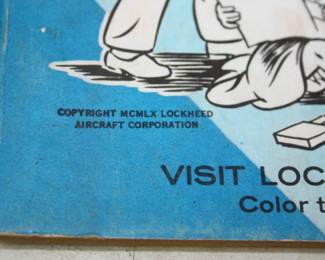 COPYRIGHT MCMLX LOCKHEED
AIRCRAFT CORPORATION
VISIT LOC
Color t